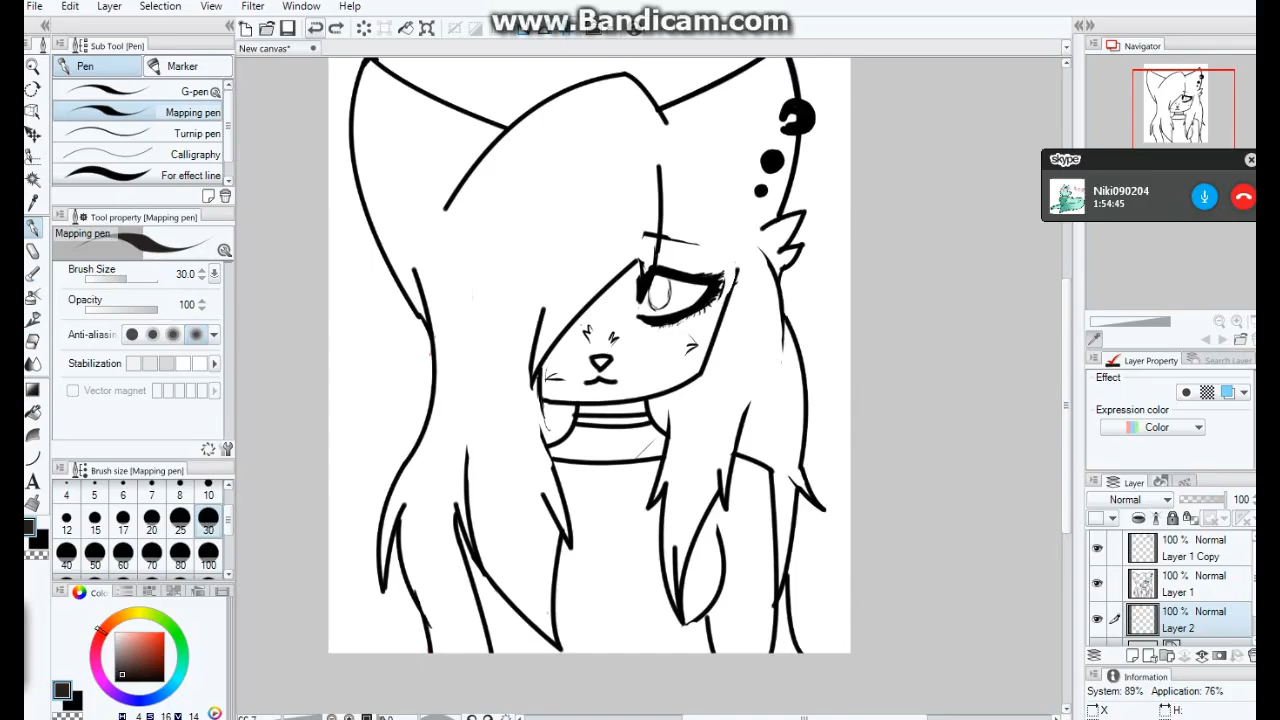 File Edit Layer Selection View Filter Window Help
www.Bandicam.com
Sub Tool [Pen]
New canvas*
Navigator
Pen
Marker
G-pen
Mapping pen
Turnip pen
Calligraphy
For effect line
skype
Niki090204
1:54:45
Tool property [Mapping pen]
Mapping pen
Brush Size 30.0
Opacity 100
Anti-aliasin
Stabilization
Vector magnet
Layer Property
Search Layer
Effect
Expression color
Color
Brush size [Mapping pen]
4 5 6 7 8 10
12 15 17 20 25 30
40 50 60 70 80 100
Layer
Normal 100
100 % Normal
Layer 1 Copy
100 % Normal
Layer 1
100 % Normal
Layer 2
Colo
Information
System: 89% Application: 76%
X H:
H 4 S 16 V 14